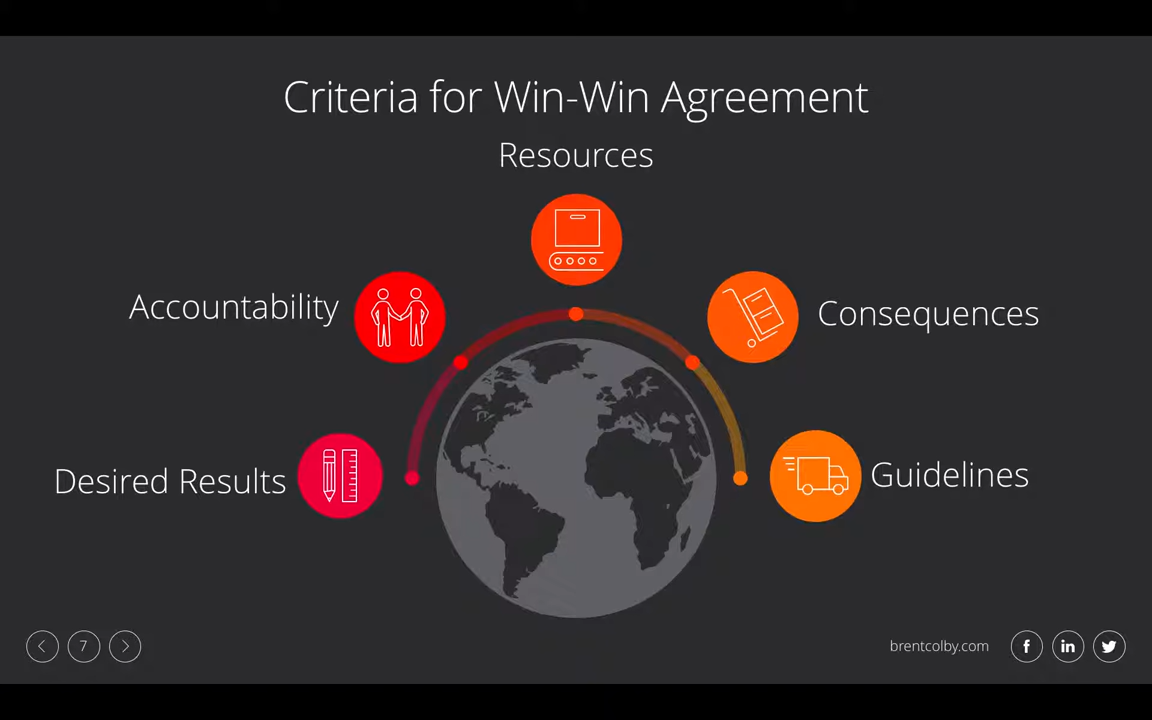 Criteria for Win-Win Agreement
Resources
Accountability
Consequences
Desired Results
Guidelines
7
brentcolby.com
f
in